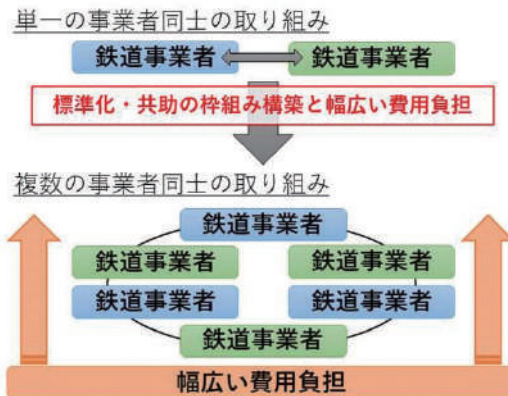 単一の事業者同士の取り組み
鉄道事業者 鉄道事業者
標準化・共助の枠組み構築と幅広い費用負担
複数の事業者同士の取り組み
鉄道事業者
鉄道事業者 鉄道事業者
鉄道事業者 鉄道事業者
鉄道事業者
幅広い費用負担